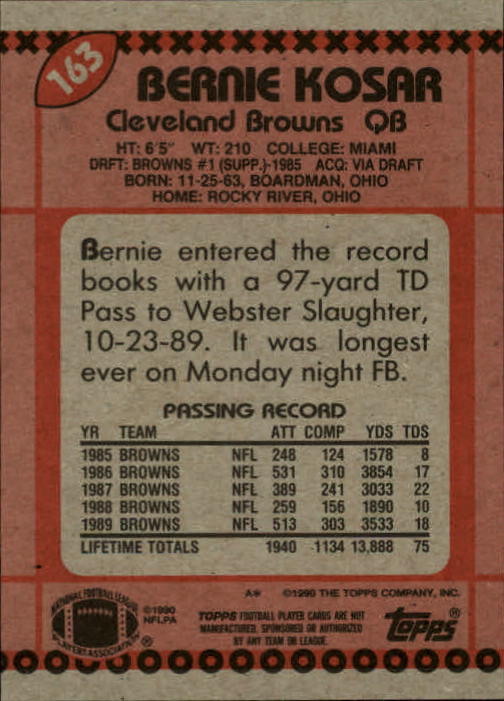 163
BERNIE KOSAR
Cleveland Browns QB
HT: 6'5" WT: 210 COLLEGE: MIAMI
DRFT: BROWNS #1 (SUPP.)-1985 ACQ: VIA DRAFT
BORN: 11-25-63, BOARDMAN, OHIO
HOME: ROCKY RIVER, OHIO
Bernie entered the record
books with a 97-yard TD
Pass to Webster Slaughter,
10-23-89. It was longest
ever on Monday night FB.
PASSING RECORD
YR TEAM ATT COMP YDS TDS
1985 BROWNS NFL 248 124 1578 8
1986 BROWNS NFL 531 310 3854 17
1987 BROWNS NFL 389 241 3033 22
1988 BROWNS NFL 259 156 1890 10
1989 BROWNS NFL 513 303 3533 18
LIFETIME TOTALS 1940 1134 13,888 75
A* ©1990 THE TOPPS COMPANY, INC.
NATIONAL FOOTBALL LEAGUE
PLAYERS ASSOCIATION ®
©1990
NFLPA
TOPPS FOOTBALL PLAYER CARDS ARE NOT
MANUFACTURED, SPONSORED OR AUTHORIZED
BY ANY TEAM OR LEAGUE.
topps®